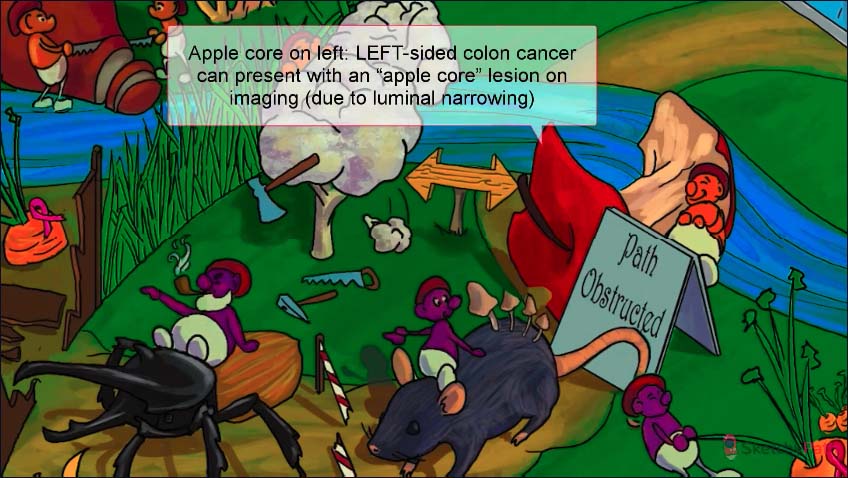 Apple core on left: LEFT-sided colon cancer
can present with an “apple core” lesion on
imaging (due to luminal narrowing)
Path
Obstructed